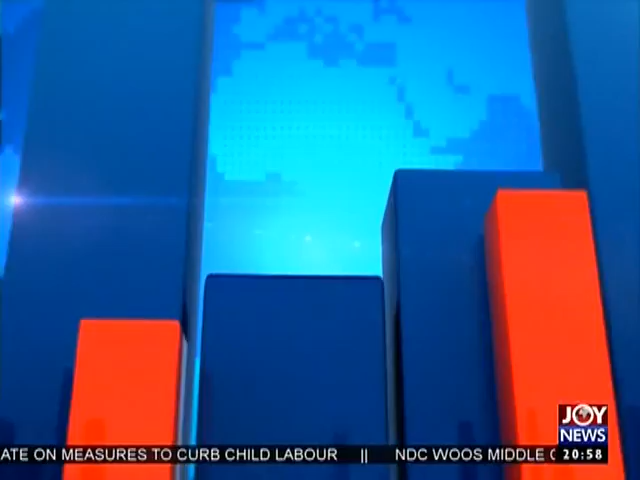 JOY
NEWS
20:58
ATE ON MEASURES TO CURB CHILD LABOUR || NDC WOOS MIDDLE